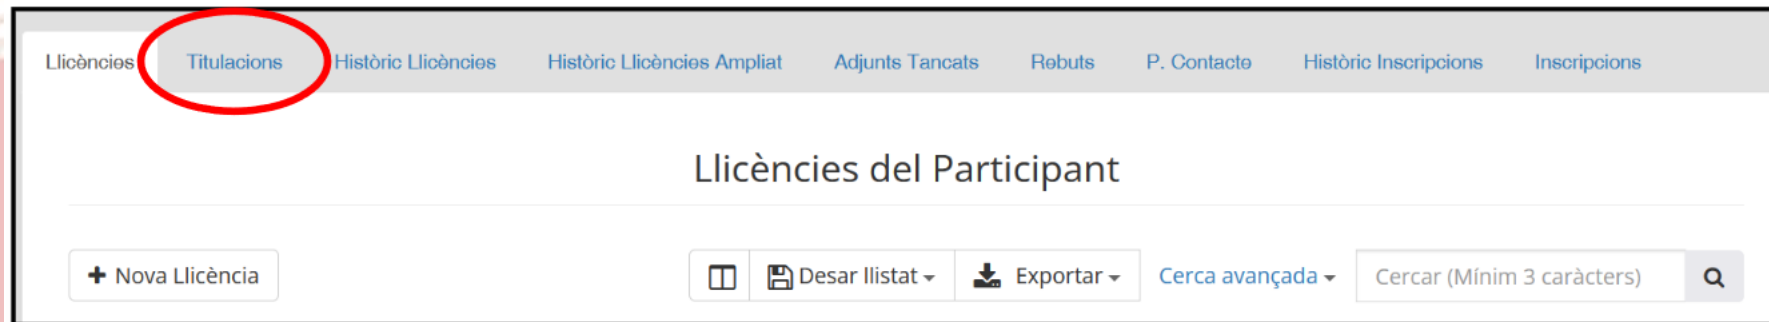 Llicències Titulacions Històric Llicències Històric Llicències Ampliat Adjunts Tancats Rebuts P. Contacte Històric Inscripcions Inscripcions
Llicències del Participant
Nova Llicència Desar llistat Exportar Cerca avançada Cercar (Mínim 3 caràcters)